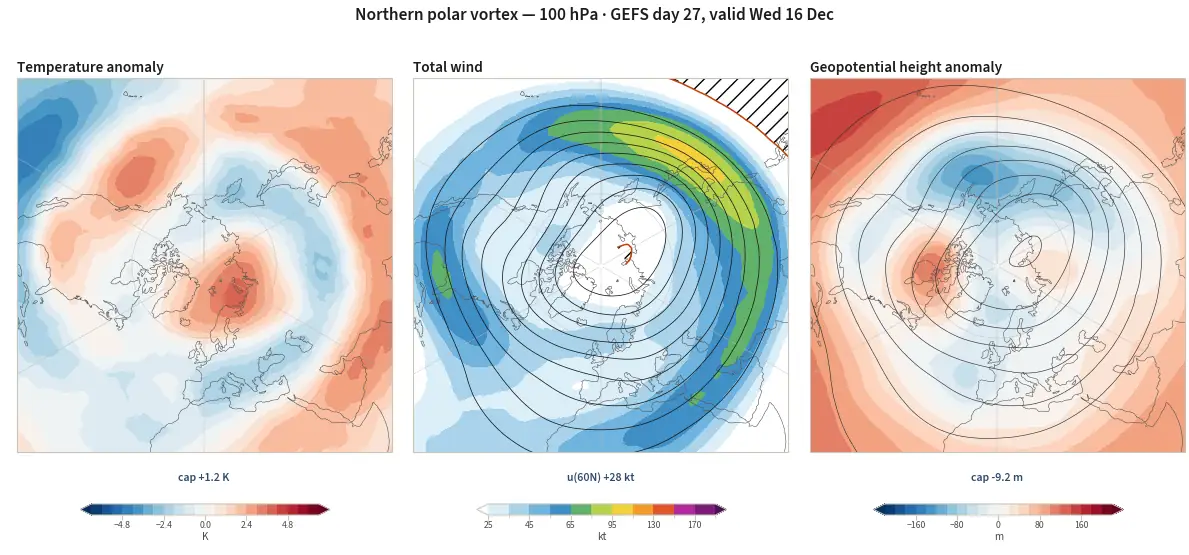 Northern polar vortex — 100 hPa · GEFS day 27, valid Wed 16 Dec
Temperature anomaly
Total wind
Geopotential height anomaly
cap +1.2 K
u(60N) +28 kt
cap -9.2 m
−4.8 −2.4 0.0 2.4 4.8
K
25 45 65 95 130 170
kt
−160 −80 0 80 160
m